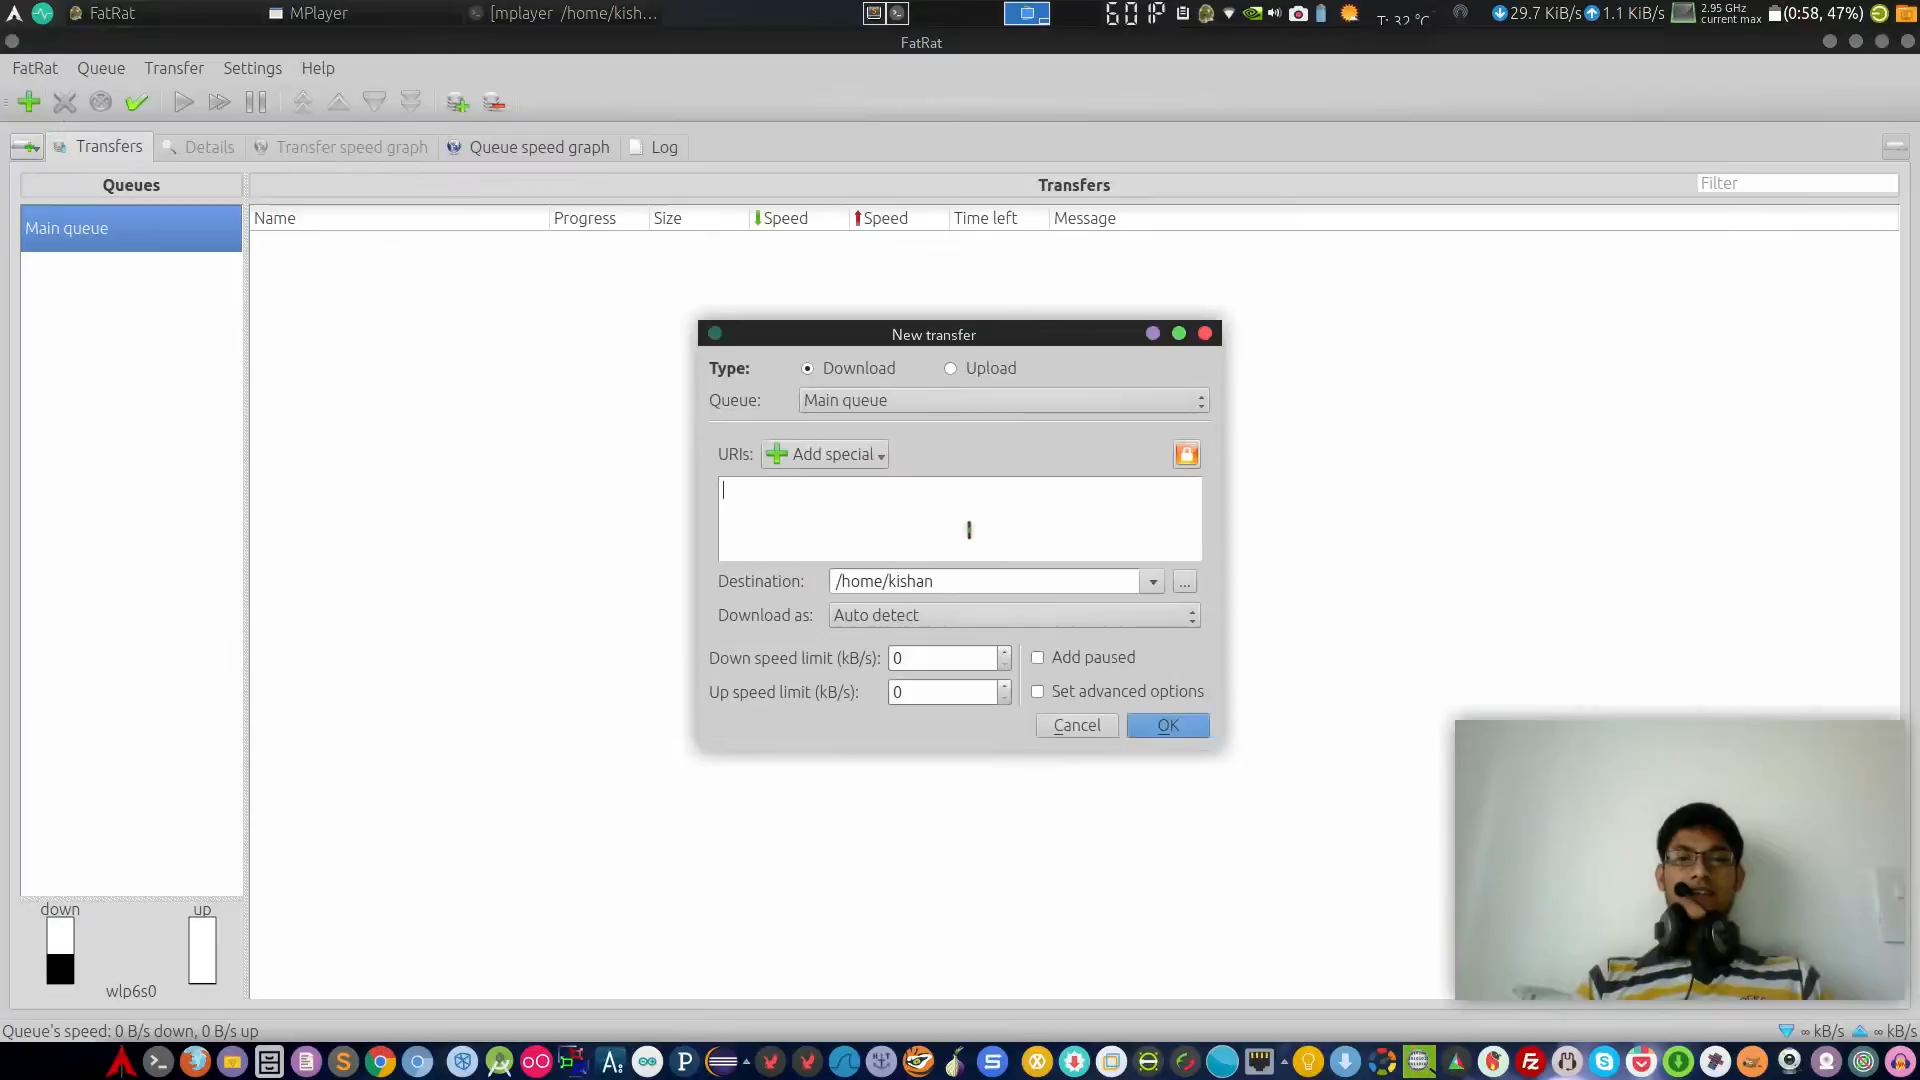 FatRat
MPlayer
[mplayer /home/kish...
60 1P
T: 32 °C
29.7 KiB/s
1.1 KiB/s
2.95 GHz
current max
(0:58, 47%)
FatRat
FatRat Queue Transfer Settings Help
Transfers Details Transfer speed graph Queue speed graph Log
Queues
Transfers
Filter
Main queue
Name Progress Size Speed Speed Time left Message
New transfer
Type: Download Upload
Queue: Main queue
URIs: Add special
Destination: /home/kishan ...
Download as: Auto detect
Down speed limit (kB/s): 0 Add paused
Up speed limit (kB/s): 0 Set advanced options
Cancel OK
down up
wlp6s0
Queue's speed: 0 B/s down, 0 B/s up
∞ kB/s ∞ kB/s